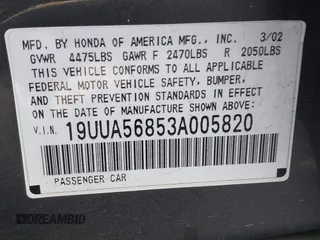 MFD. BY HONDA OF AMERICA MFG., INC. 3/02
GVWR 4475LBS GAWR F 2470LBS R 2050LBS
THIS VEHICLE CONFORMS TO ALL APPLICABLE
FEDERAL MOTOR VEHICLE SAFETY, BUMPER,
AND THEFT PREVENTION STANDARDS IN EFFECT
ON THE DATE OF MANUFACTURE SHOWN ABOVE.
V.I.N. 19UUA56853A005820
PASSENGER CAR
DREAMBID